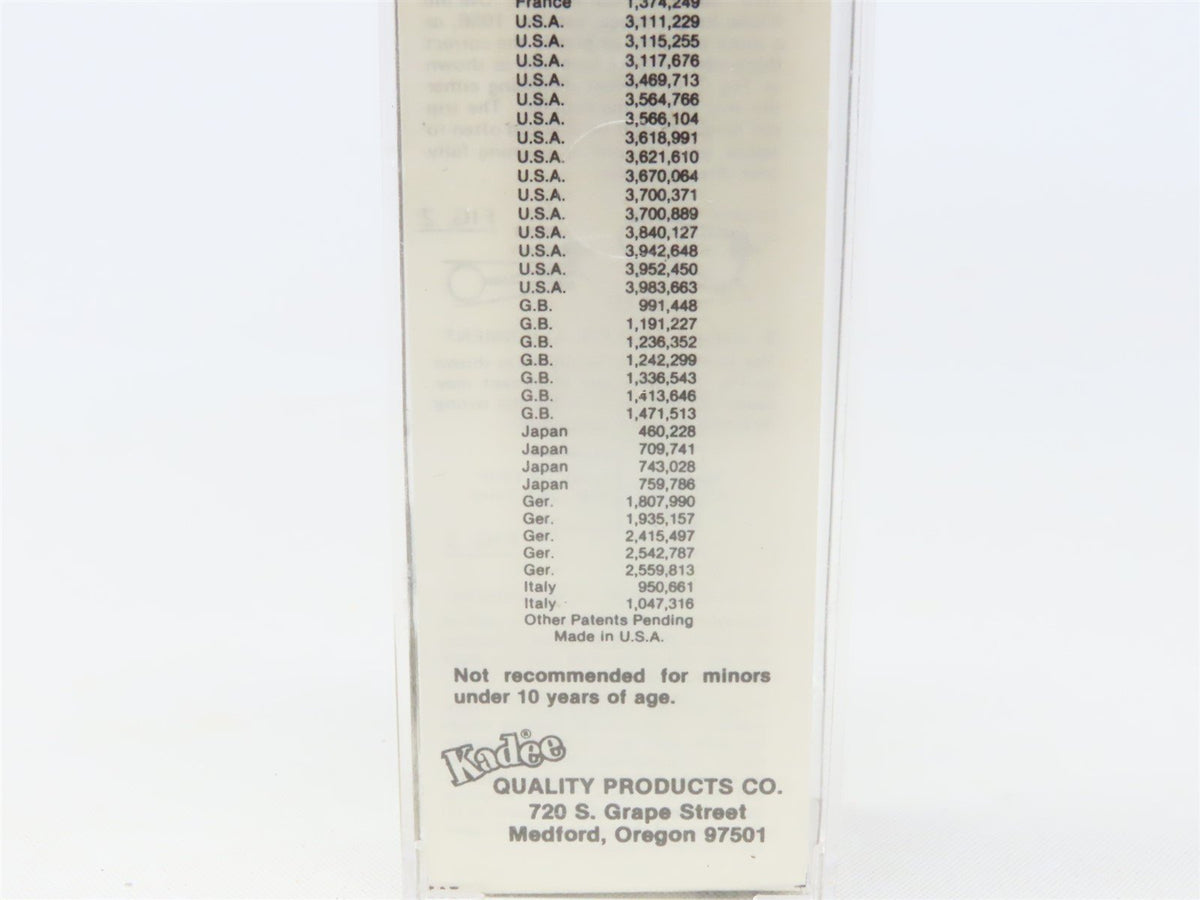 France 1,374,249
U.S.A. 3,111,229
U.S.A. 3,115,255
U.S.A. 3,117,676
U.S.A. 3,469,713
U.S.A. 3,564,766
U.S.A. 3,566,104
U.S.A. 3,618,991
U.S.A. 3,621,610
U.S.A. 3,670,064
U.S.A. 3,700,371
U.S.A. 3,700,889
U.S.A. 3,840,127
U.S.A. 3,942,648
U.S.A. 3,952,450
U.S.A. 3,983,663
G.B. 991,448
G.B. 1,191,227
G.B. 1,236,352
G.B. 1,242,299
G.B. 1,336,543
G.B. 1,413,646
G.B. 1,471,513
Japan 460,228
Japan 709,741
Japan 743,028
Japan 759,786
Ger. 1,807,990
Ger. 1,935,157
Ger. 2,415,497
Ger. 2,542,787
Ger. 2,559,813
Italy 950,661
Italy 1,047,316
Other Patents Pending
Made in U.S.A.
Not recommended for minors
under 10 years of age.
Kadee®
QUALITY PRODUCTS CO.
720 S. Grape Street
Medford, Oregon 97501